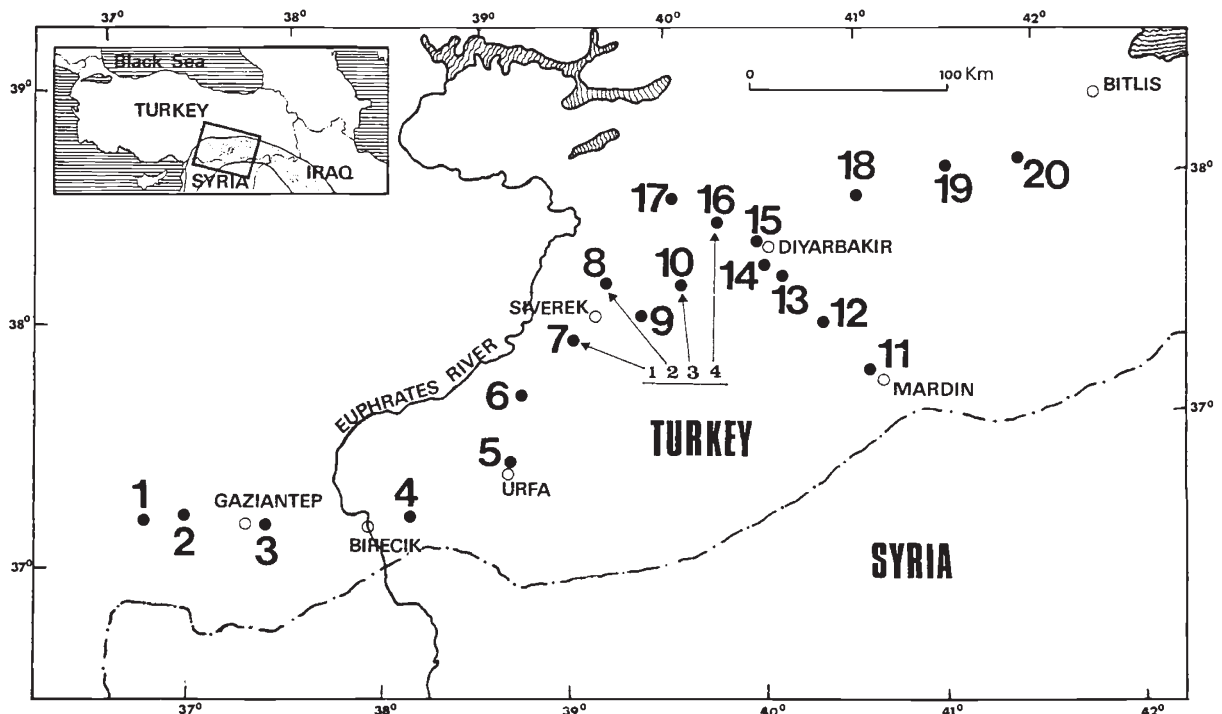 37° 38° 39° 40° 41° 42°
Black Sea
TURKEY
SYRIA
IRAQ
0 100 Km
BITLIS
39°
38°
18 19 20
17 16 15
DIYARBAKIR
8 10 14 13
SIVEREK
9 12
38°
7
EUPHRATES RIVER
1 2 3 4
11
MARDIN
6
37°
TURKEY
5
URFA
1 GAZIANTEP 4
2 3
BIRECIK
SYRIA
37°
37° 38° 39° 40° 41° 42°